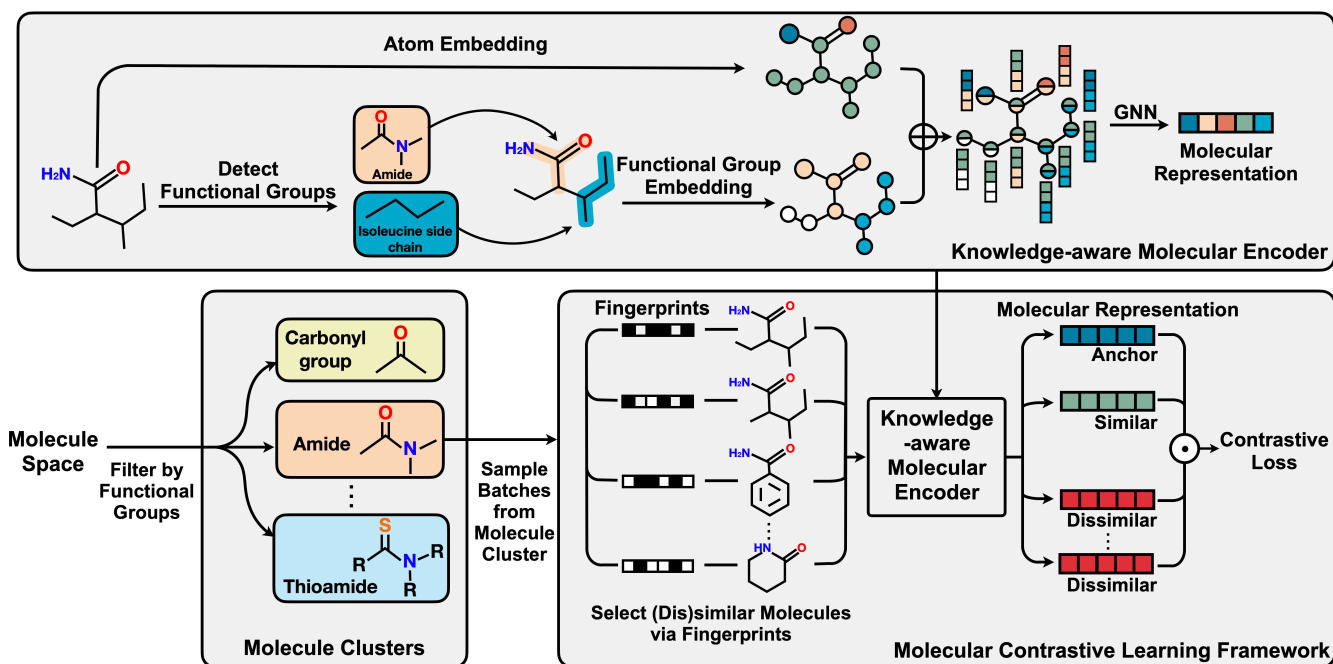 Atom Embedding
H₂N
O
Detect
Functional Groups
O
N
Amide
Isoleucine side
chain
H₂N
O
Functional Group
Embedding
GNN
Molecular
Representation
Knowledge-aware Molecular Encoder
Molecule
Space
Filter by
Functional
Groups
Carbonyl
group
O
Amide
O
N
Thioamide
S
R
N
R
R
Molecule Clusters
Sample
Batches
from
Molecule
Cluster
Fingerprints
H₂N
O
H₂N
O
H₂N
O
HN
O
Select (Dis)similar Molecules
via Fingerprints
Knowledge
-aware
Molecular
Encoder
Molecular Representation
Anchor
Similar
Dissimilar
Dissimilar
Contrastive
Loss
Molecular Contrastive Learning Framework